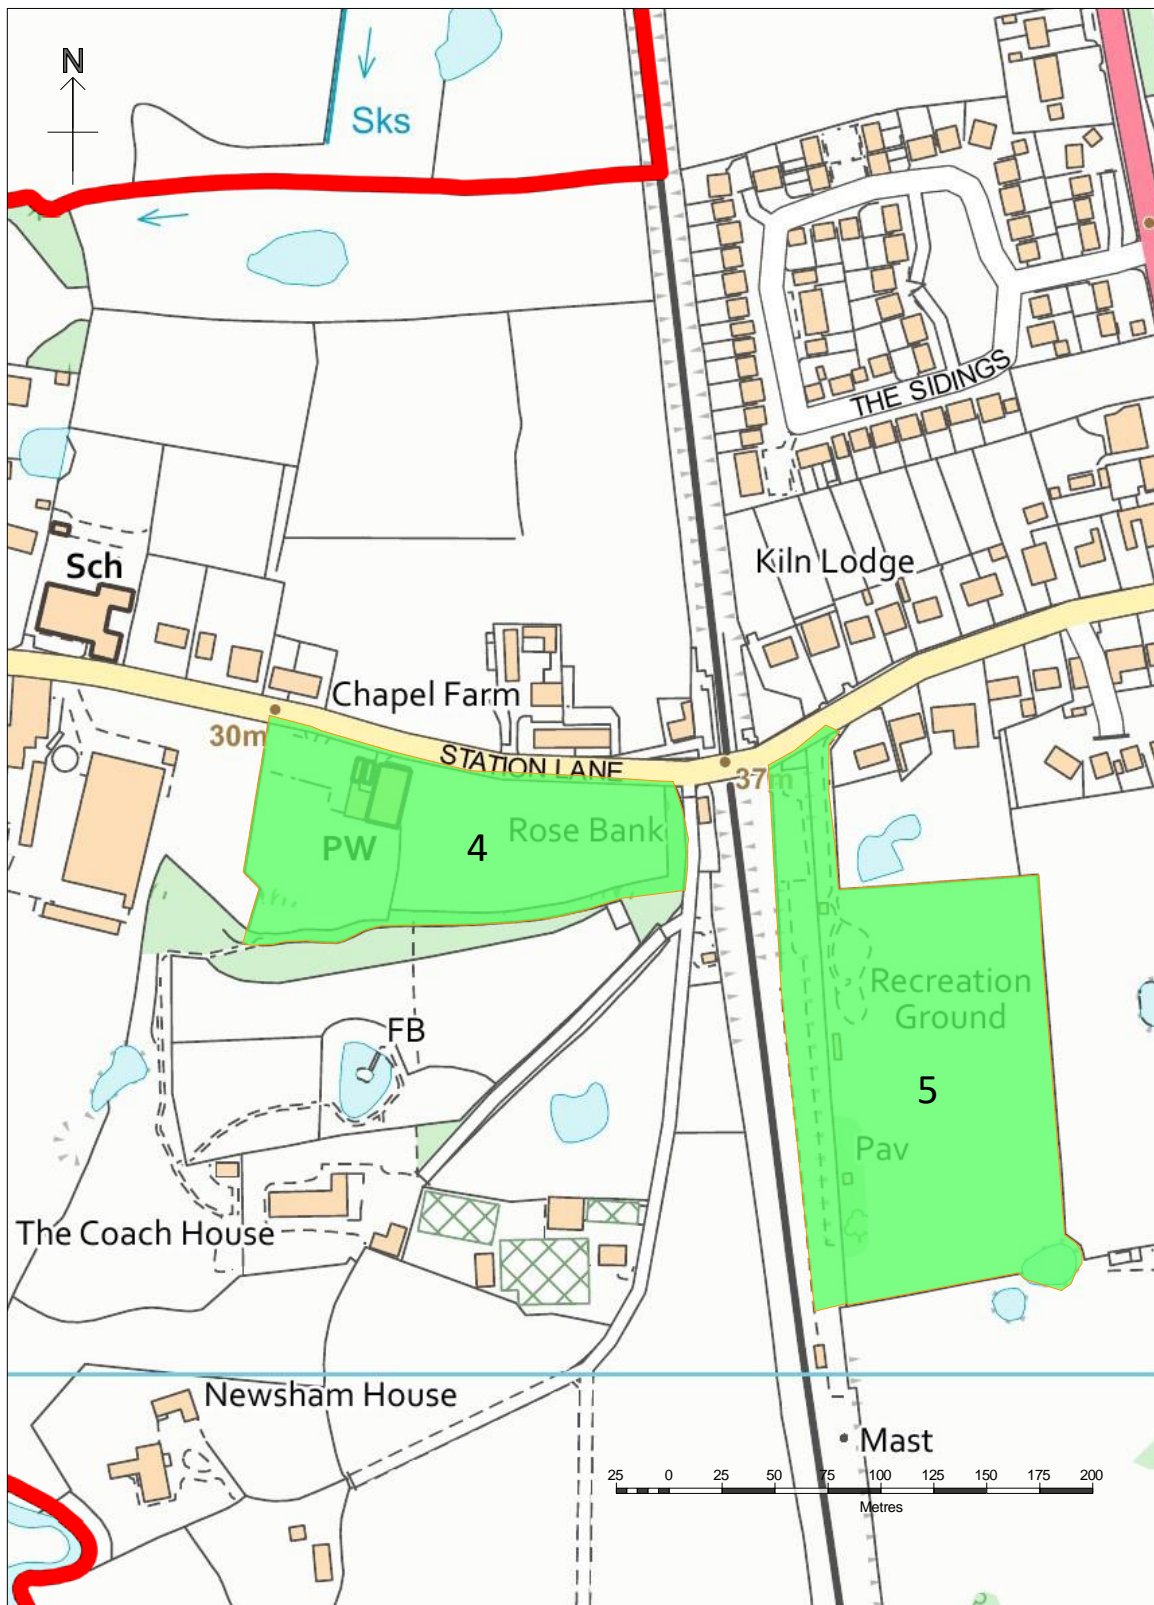 N
Sks
THE SIDINGS
Kiln Lodge
Sch
Chapel Farm
30m
STATION LANE
37m
Rose Bank
PW
4
Recreation
Ground
FB
5
Pav
The Coach House
Newsham House
Mast
25 0 25 50 75 100 125 150 175 200
Metres